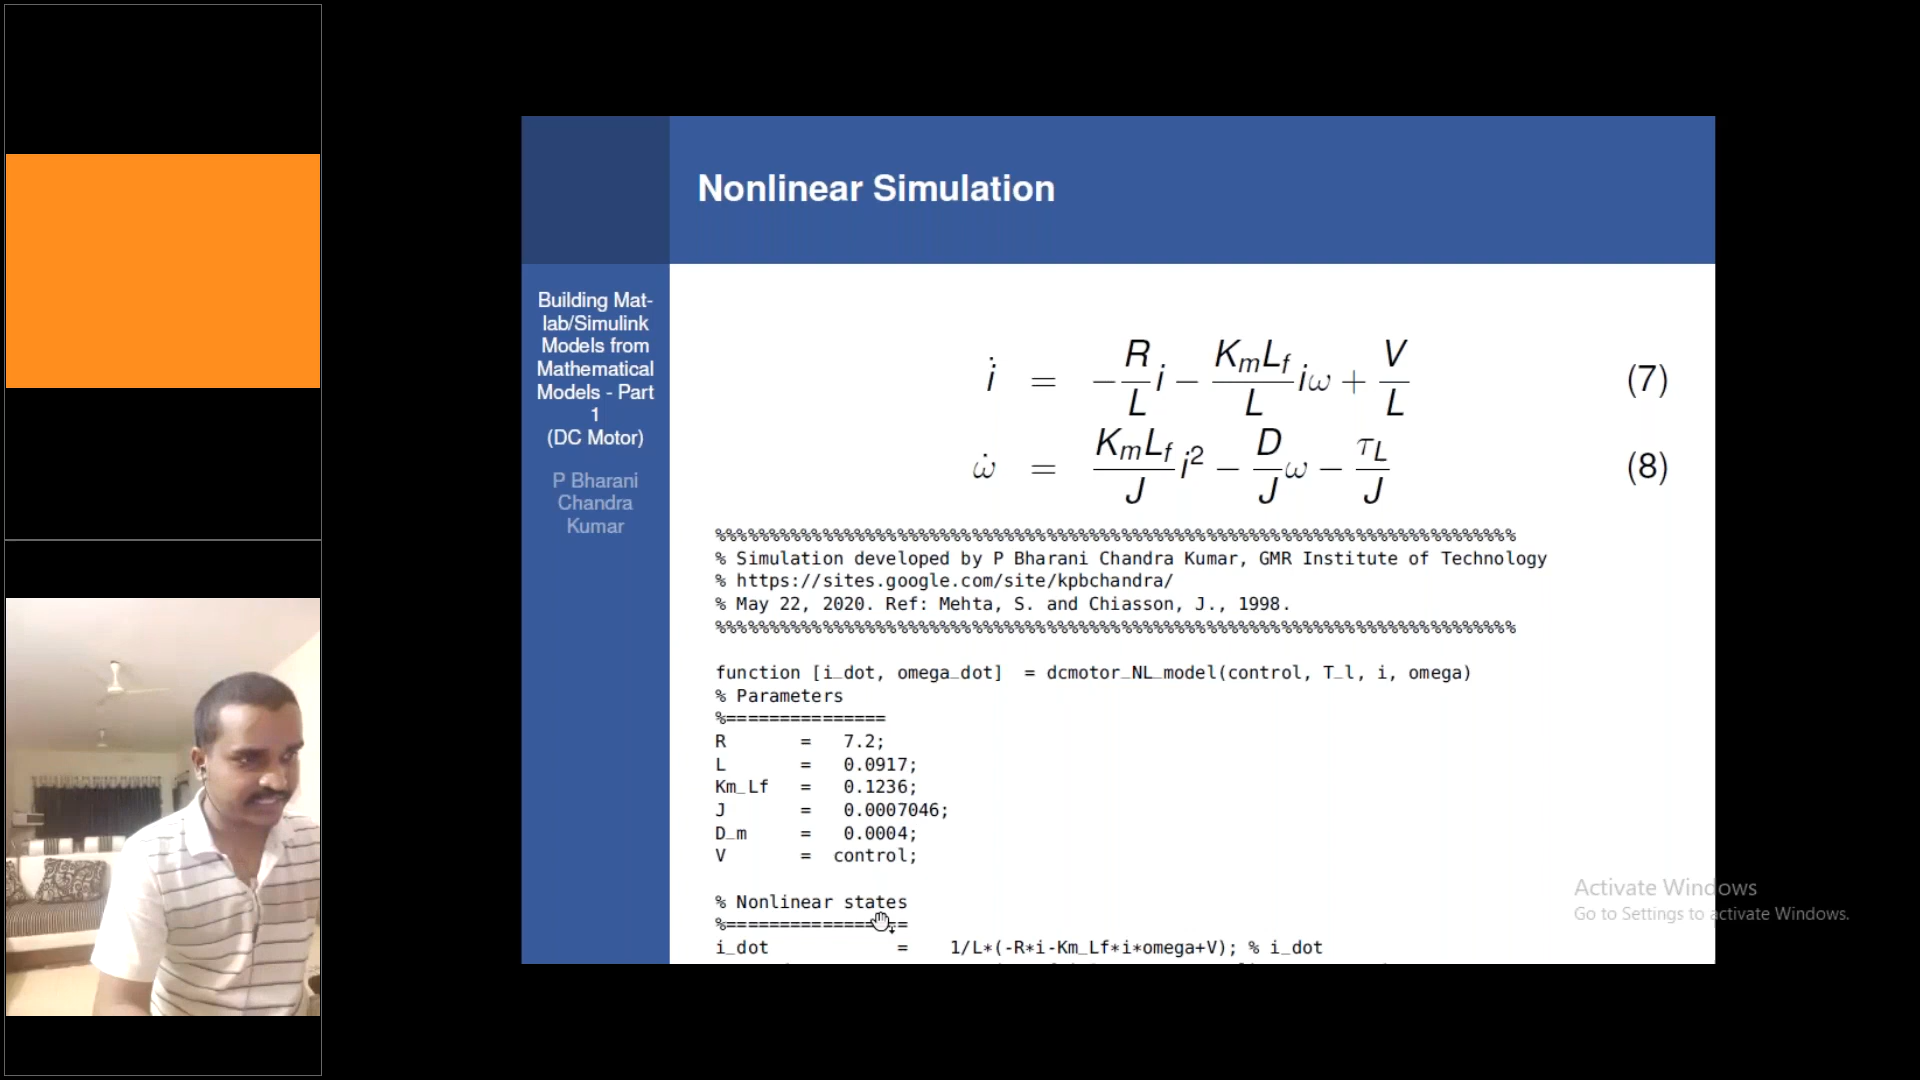 Nonlinear Simulation
Building Mat-
lab/Simulink
Models from
Mathematical
Models - Part
1
(DC Motor)
P Bharani
Chandra
Kumar
i̇ = −R/L i − KmLf/L iω + V/L (7)
ω̇ = KmLf/J i² − D/J ω − τL/J (8)
%%%%%%%%%%%%%%%%%%%%%%%%%%%%%%%%%%%%%%%%%%%%%%%%%%%%%%%%%%%%%%%%%%%%%%%%%%%%%
% Simulation developed by P Bharani Chandra Kumar, GMR Institute of Technology
% https://sites.google.com/site/kpbchandra/
% May 22, 2020. Ref: Mehta, S. and Chiasson, J., 1998.
%%%%%%%%%%%%%%%%%%%%%%%%%%%%%%%%%%%%%%%%%%%%%%%%%%%%%%%%%%%%%%%%%%%%%%%%%%%%%
function [i_dot, omega_dot]  = dcmotor_NL_model(control, T_l, i, omega)
% Parameters
%===============
R       =   7.2;
L       =   0.0917;
Km_Lf   =   0.1236;
J       =   0.0007046;
D_m     =   0.0004;
V       =  control;
% Nonlinear states
%=================
i_dot            =    1/L*(-R*i-Km_Lf*i*omega+V); % i_dot
Activate Windows
Go to Settings to activate Windows.